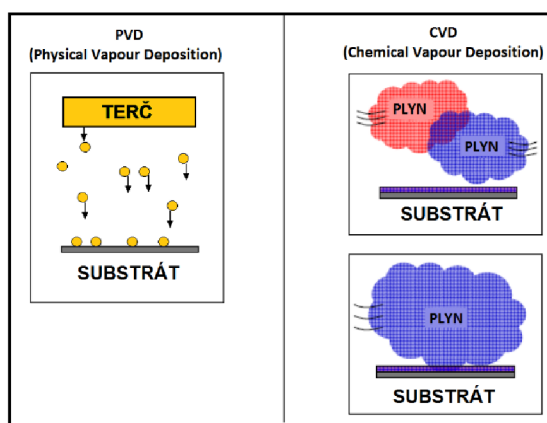 PVD
(Physical Vapour Deposition)
TERČ
SUBSTRÁT
CVD
(Chemical Vapour Deposition)
PLYN
PLYN
SUBSTRÁT
PLYN
SUBSTRÁT